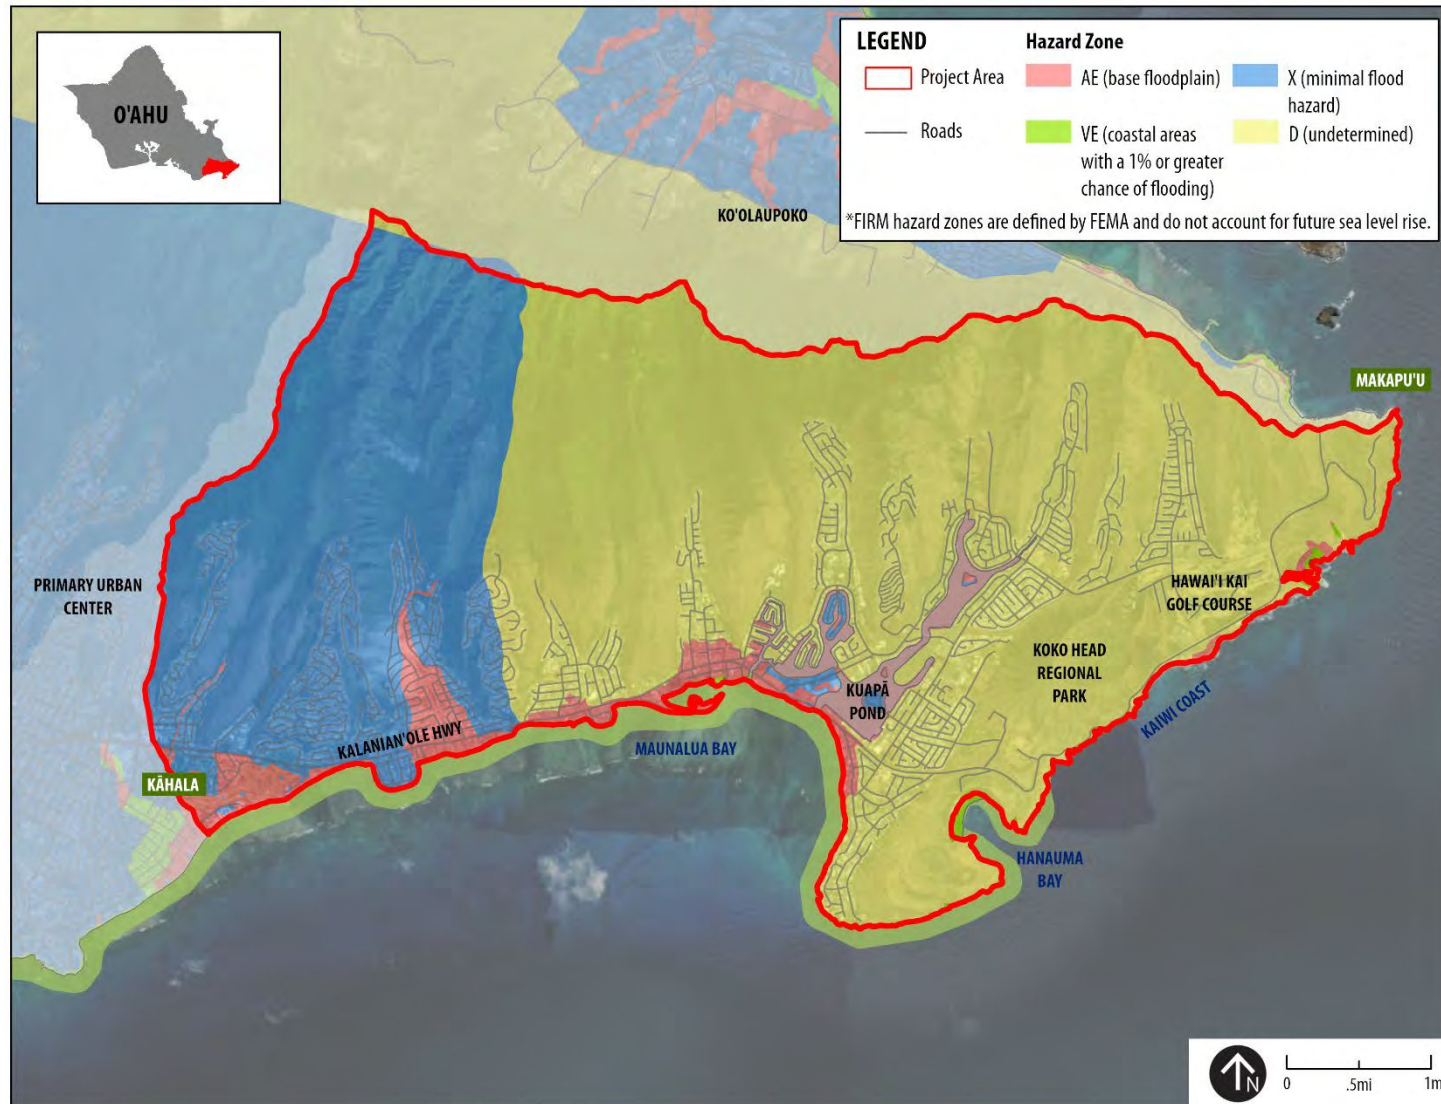 O'AHU
LEGEND
Project Area
Roads
Hazard Zone
AE (base floodplain)
VE (coastal areas
with a 1% or greater
chance of flooding)
X (minimal flood
hazard)
D (undetermined)
*FIRM hazard zones are defined by FEMA and do not account for future sea level rise.
KO'OLAUPOKO
MAKAPU'U
PRIMARY URBAN
CENTER
HAWAI'I KAI
GOLF COURSE
KOKO HEAD
REGIONAL
PARK
KUAPĀ
POND
KAIWI COAST
KALANIAN'OLE HWY
MAUNALUA BAY
KĀHALA
HANAUMA
BAY
N
0 .5mi 1m